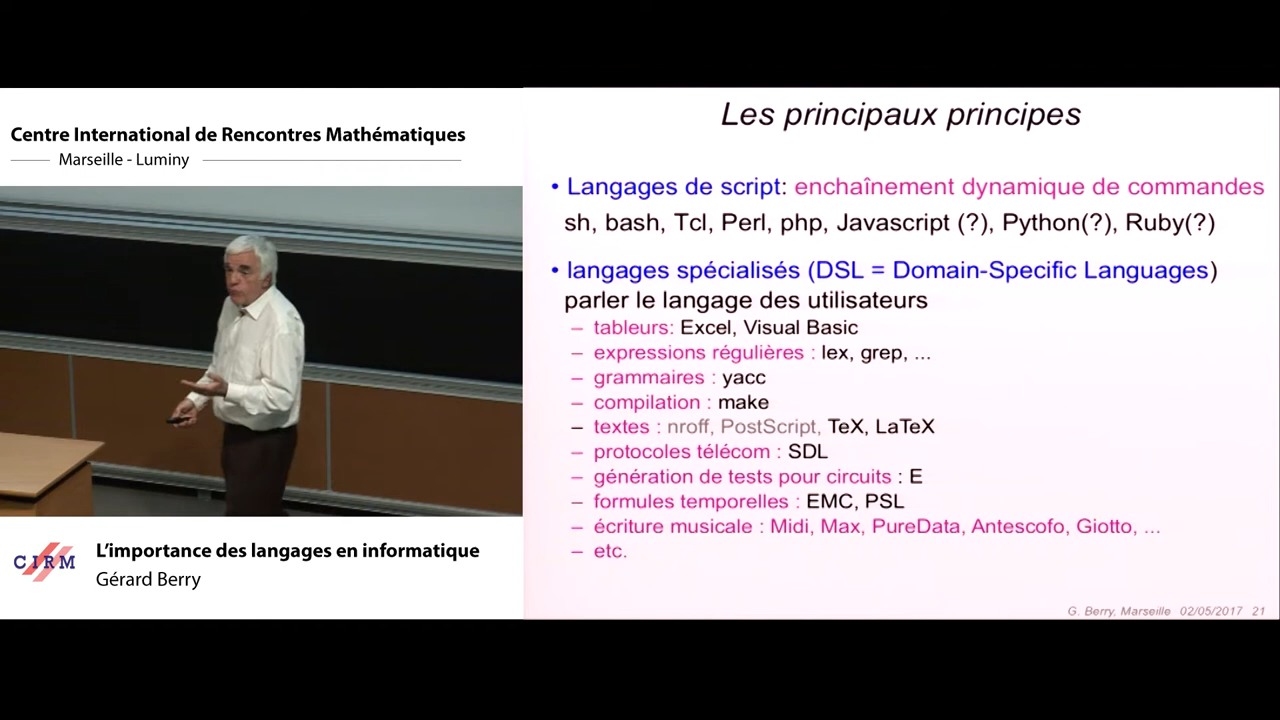 Centre International de Rencontres Mathématiques
Marseille - Luminy
CIRM
L’importance des langages en informatique
Gérard Berry
Les principaux principes
• Langages de script: enchaînement dynamique de commandes
sh, bash, Tcl, Perl, php, Javascript (?), Python(?), Ruby(?)
• langages spécialisés (DSL = Domain-Specific Languages)
parler le langage des utilisateurs
– tableurs: Excel, Visual Basic
– expressions régulières : lex, grep, ...
– grammaires : yacc
– compilation : make
– textes : nroff, PostScript, TeX, LaTeX
– protocoles télécom : SDL
– génération de tests pour circuits : E
– formules temporelles : EMC, PSL
– écriture musicale : Midi, Max, PureData, Antescofo, Giotto, ...
– etc.
G. Berry, Marseille 02/05/2017 21